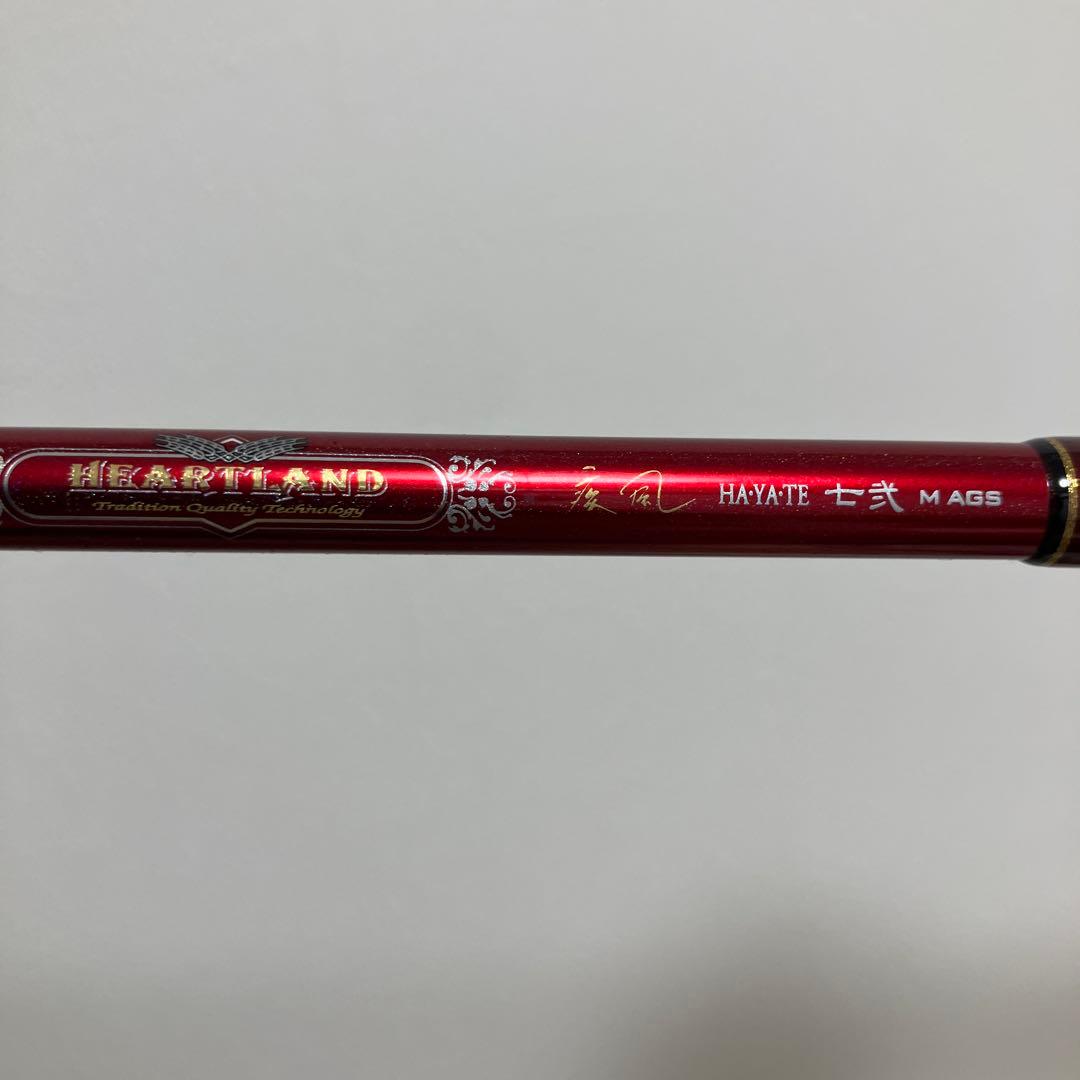 HEARTLAND
Tradition Quality Technology
疾風 HA·YA·TE 七弐 M AGS